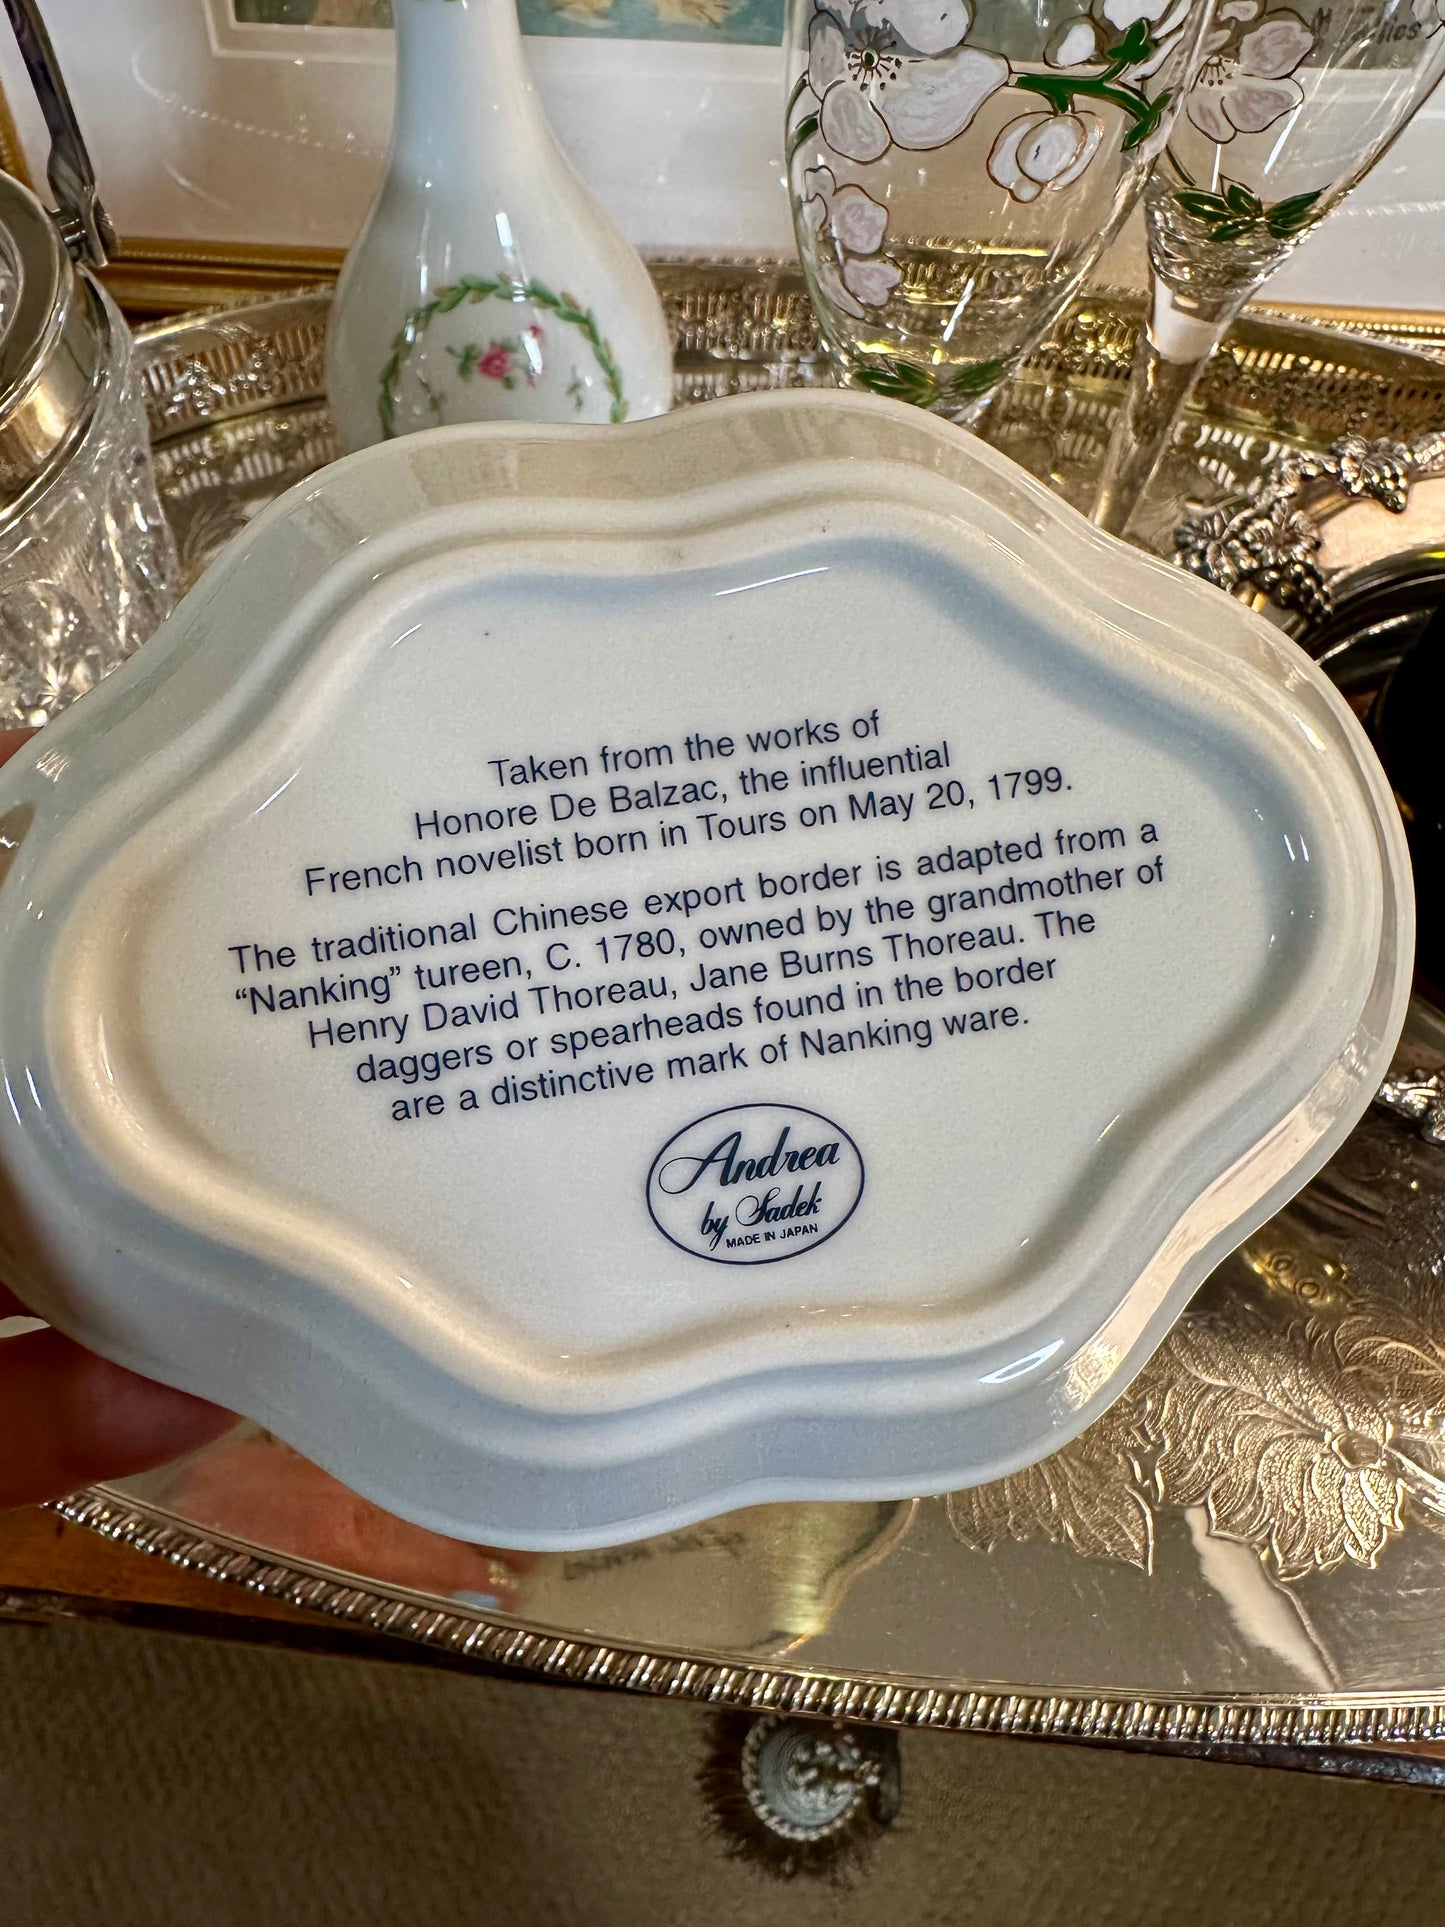 Taken from the works of
Honore De Balzac, the influential
French novelist born in Tours on May 20, 1799.
The traditional Chinese export border is adapted from a
“Nanking” tureen, C. 1780, owned by the grandmother of
Henry David Thoreau, Jane Burns Thoreau. The
daggers or spearheads found in the border
are a distinctive mark of Nanking ware.
Andrea
by Sadek
MADE IN JAPAN